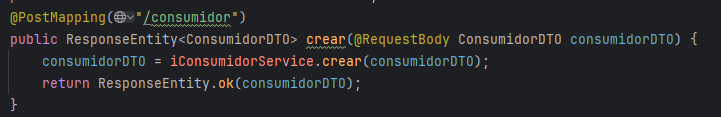 @PostMapping("/consumidor")
public ResponseEntity<ConsumidorDTO> crear(@RequestBody ConsumidorDTO consumidorDTO) {
    consumidorDTO = iConsumidorService.crear(consumidorDTO);
    return ResponseEntity.ok(consumidorDTO);
}